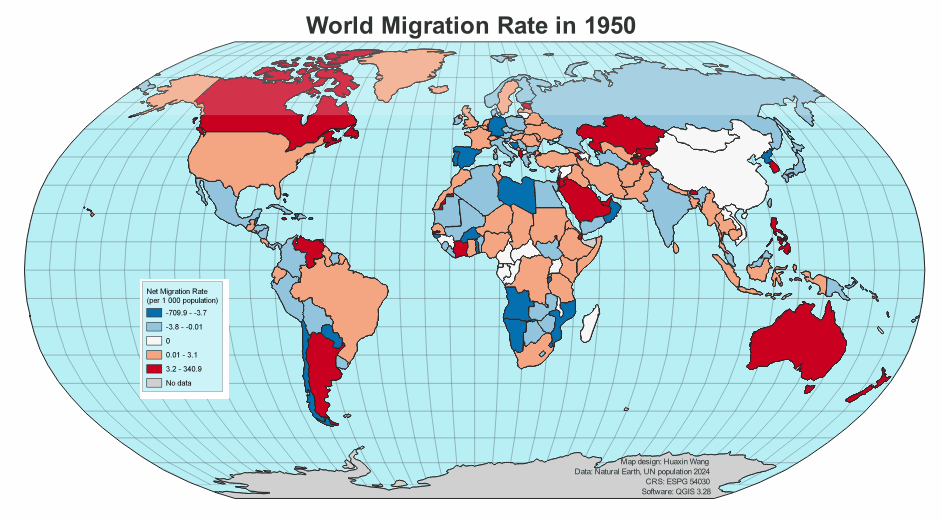 World Migration Rate in 1950
Net Migration Rate
(per 1 000 population)
-709.9 - -3.7
-3.8 - -0.01
0
0.01 - 3.1
3.2 - 340.9
No data
Map design: Huaxin Wang
Data: Natural Earth, UN population 2024
CRS: ESPG 54030
Software: QGIS 3.28